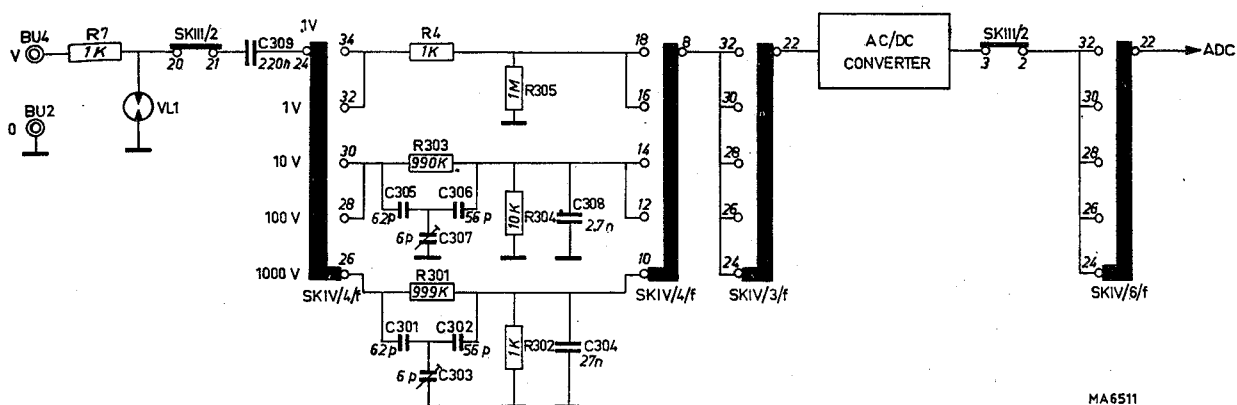 .1V
BU4
V
R7
1K
SKIII/2
20
21
C309
220n
24
34
R4
1K
18
8
32
22
AC/DC
CONVERTER
SKIII/2
3
2
32
22
ADC
VL1
1V
32
1M
R305
16
30
30
BU2
0
10 V
30
R303
990K
14
28
28
C305
62p
C306
56p
100 V
28
10K
R304
C308
2,7n
12
26
26
6p
C307
1000 V
26
R301
999K
10
24
24
SKIV/4/f
SKIV/4/f
SKIV/3/f
SKIV/6/f
C301
62p
C302
56p
1K
R302
C304
27n
6p
C303
MA6511